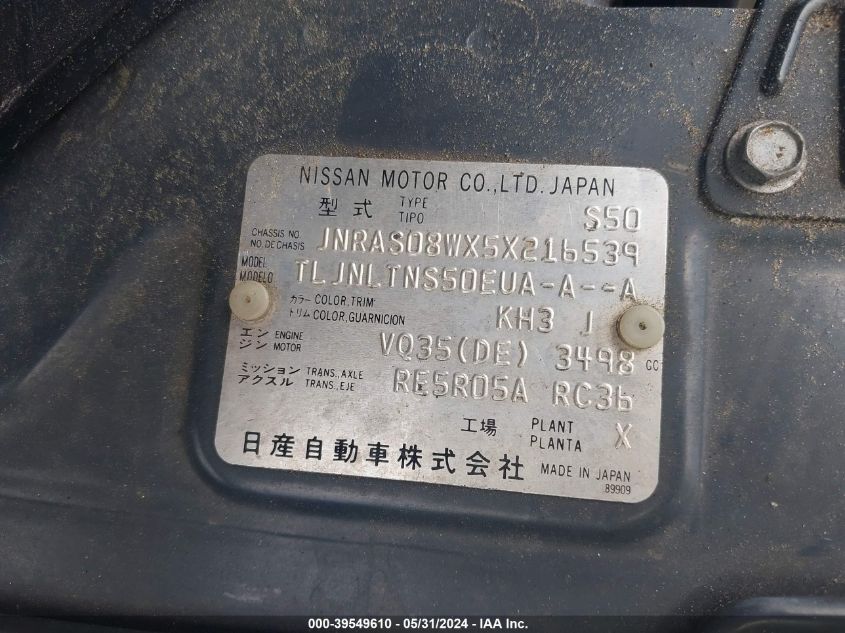 NISSAN MOTOR CO.,LTD. JAPAN
型式 TYPE TIPO S50
CHASSIS NO. NO. DE CHASIS JNRAS08WX5X216539
MODEL MODELO TLJNLTNS50EUA-A--A
カラー COLOR, TRIM
トリム COLOR, GUARNICION KH3 J
エンジン ENGINE MOTOR VQ35(DE) 3498 CC
ミッション TRANS., AXLE
アクスル TRANS., EJE RE5R05A RC36
工場 PLANT PLANTA X
日産自動車株式会社 MADE IN JAPAN
89909
000-39549610 - 05/31/2024 - IAA Inc.